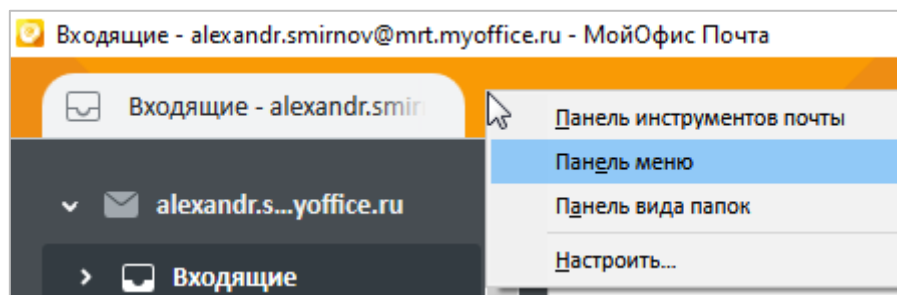 Входящие - alexandr.smirnov@mrt.myoffice.ru - МойОфис Почта
Входящие - alexandr.smirn
Панель инструментов почты
Панель меню
alexandr.s...yoffice.ru
Панель вида папок
Входящие
Настроить...